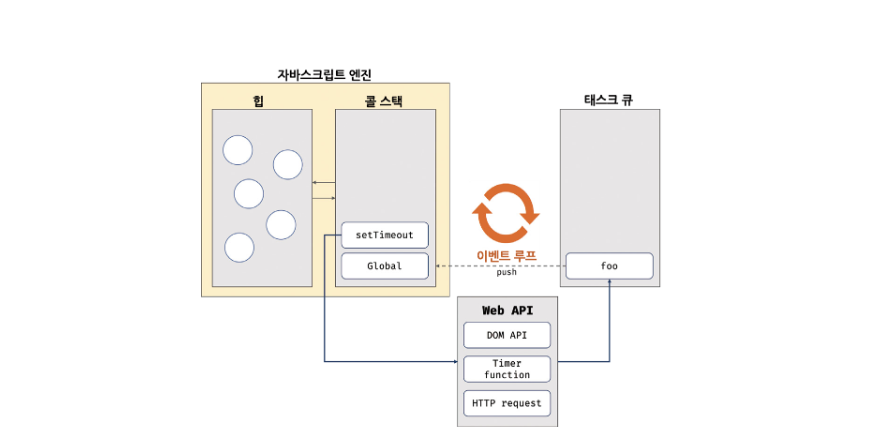 자바스크립트 엔진
힙
콜 스택
태스크 큐
setTimeout
Global
이벤트 루프
push
foo
Web API
DOM API
Timer
function
HTTP request